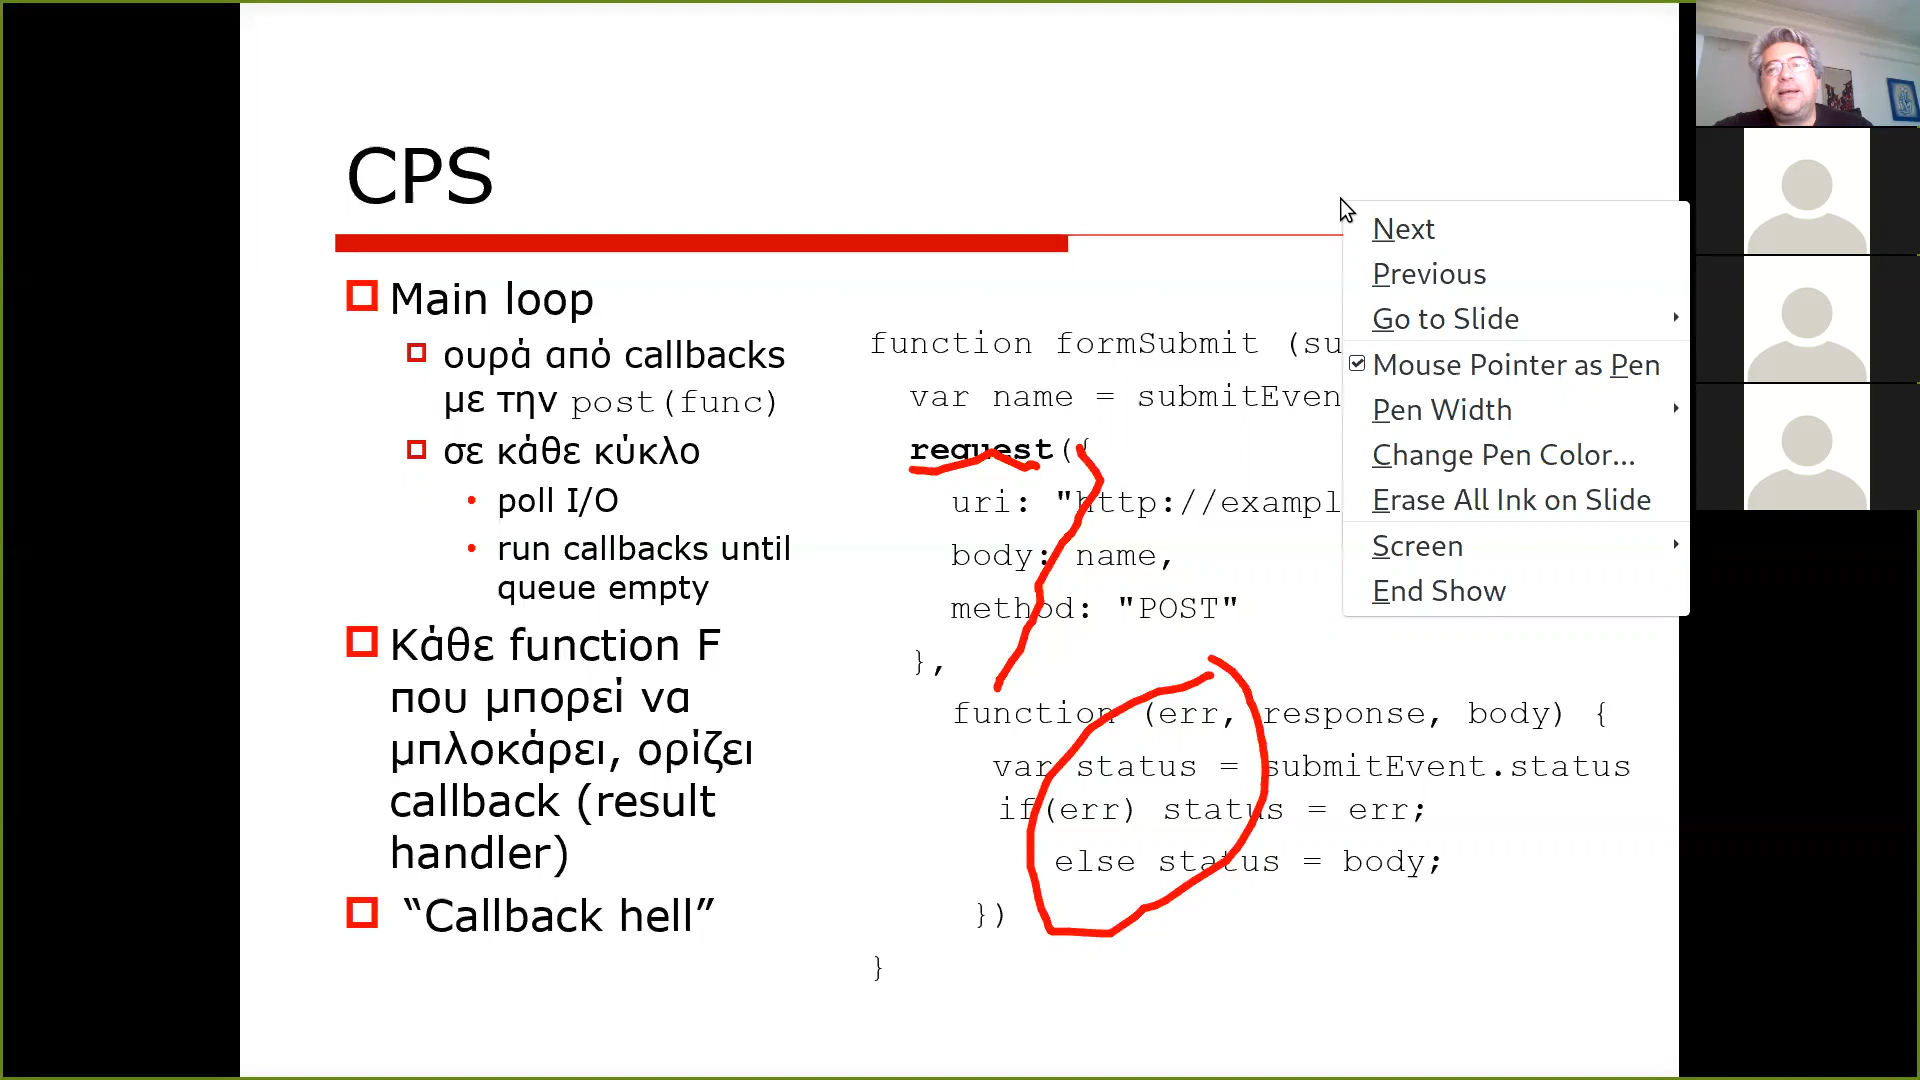 CPS
Main loop
ουρά από callbacks
με την post(func)
σε κάθε κύκλο
• poll I/O
• run callbacks until
queue empty
Κάθε function F
που μπορεί να
μπλοκάρει, ορίζει
callback (result
handler)
“Callback hell”
function formSubmit (su
var name = submitEven
request({
uri: "http://exampl
body: name,
method: "POST"
},
function (err, response, body) {
var status = submitEvent.status
if(err) status = err;
else status = body;
})
}
Next
Previous
Go to Slide
Mouse Pointer as Pen
Pen Width
Change Pen Color...
Erase All Ink on Slide
Screen
End Show